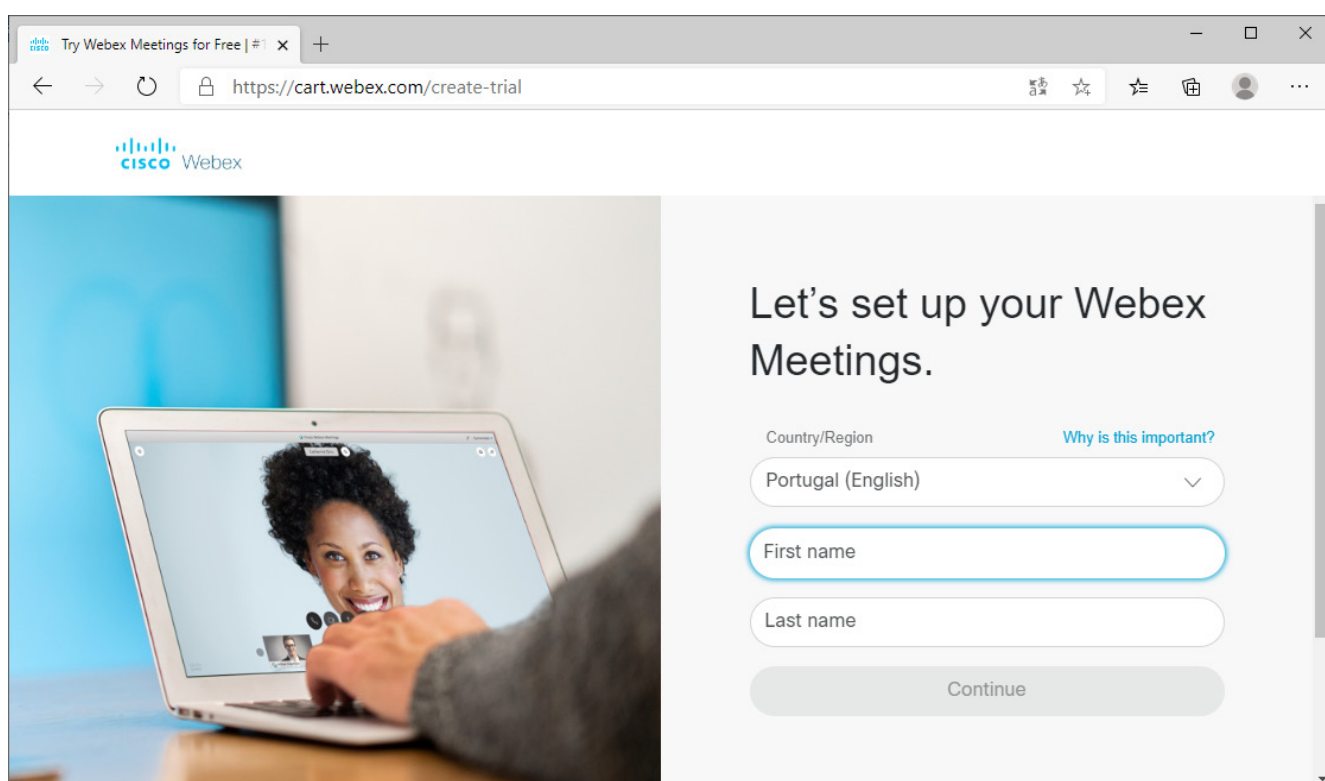 Try Webex Meetings for Free | #1
https://cart.webex.com/create-trial
cisco Webex
Let's set up your Webex
Meetings.
Country/Region
Why is this important?
Portugal (English)
First name
Last name
Continue